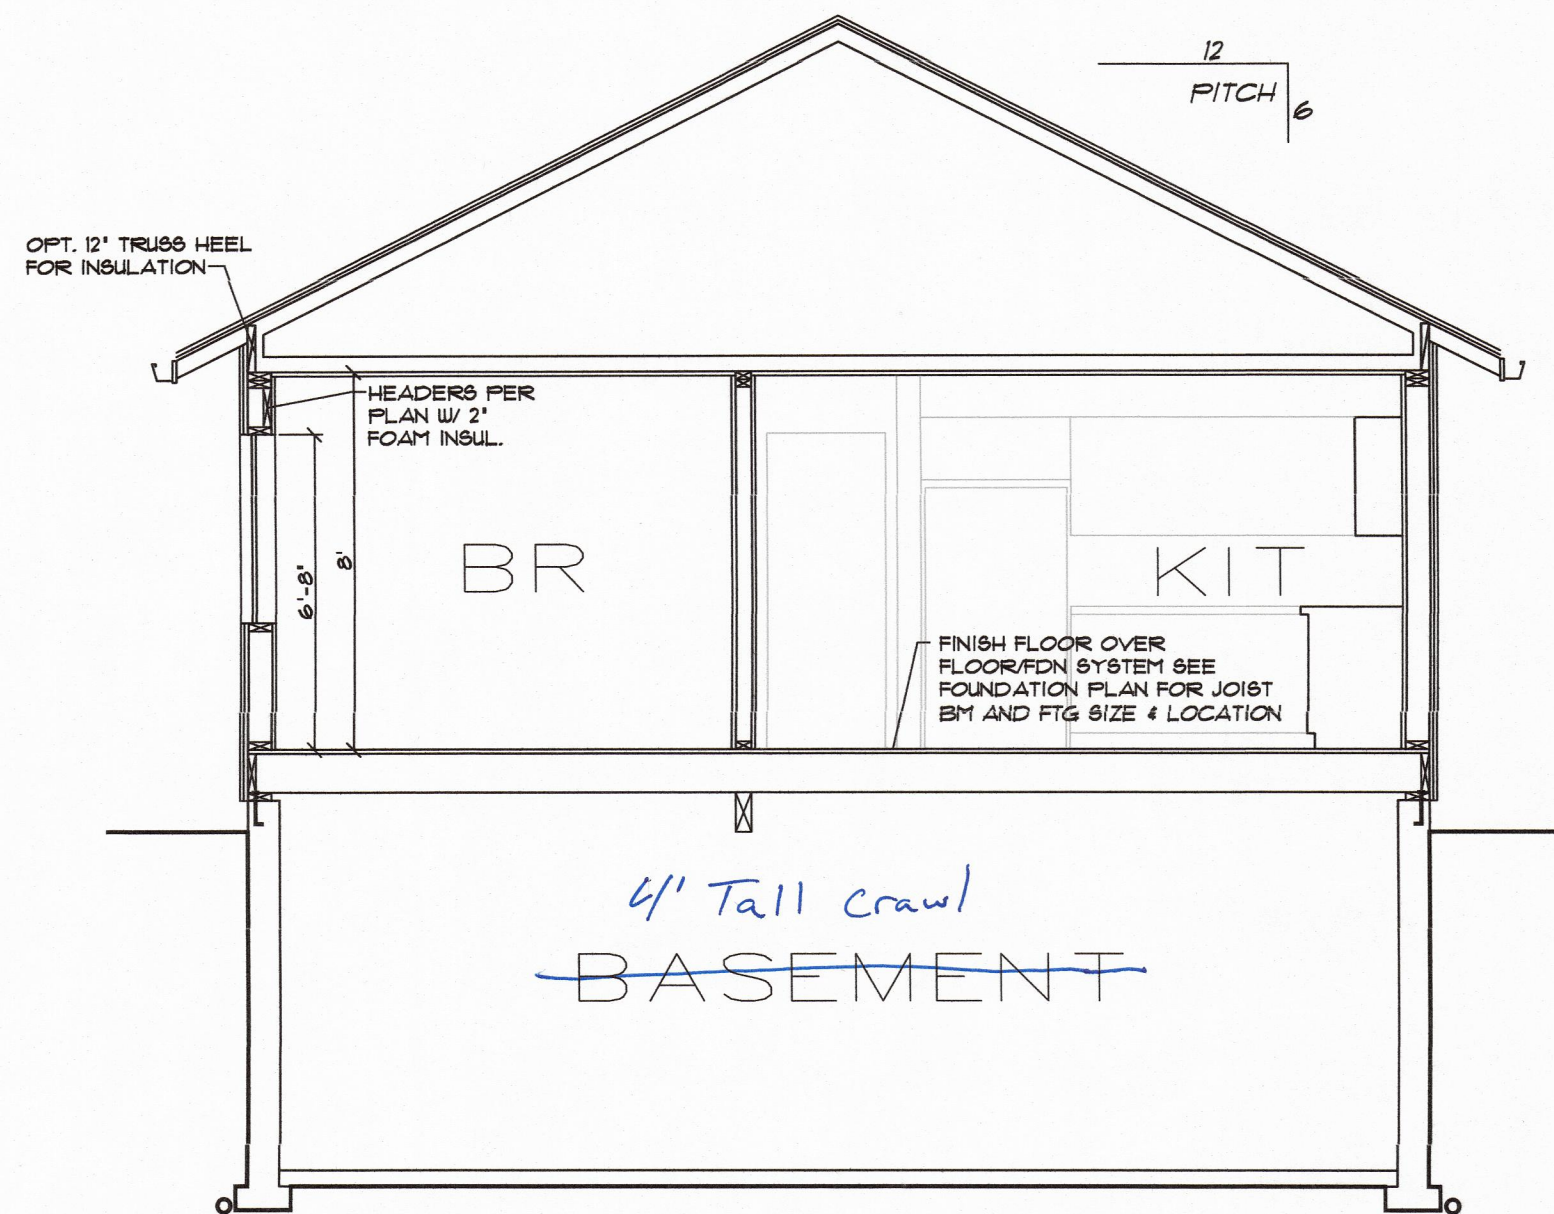 12
PITCH
6
OPT. 12" TRUSS HEEL
FOR INSULATION
HEADERS PER
PLAN W/ 2"
FOAM INSUL.
6'-8"
8'
BR
KIT
FINISH FLOOR OVER
FLOOR/FDN SYSTEM SEE
FOUNDATION PLAN FOR JOIST
BM AND FTG SIZE & LOCATION
4' Tall Crawl
BASEMENT